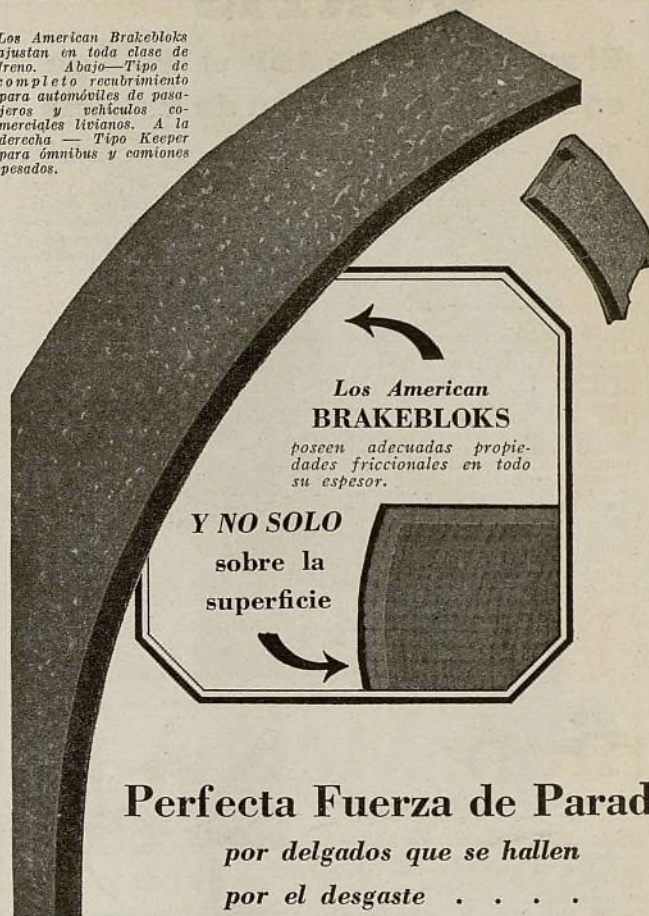 Los American Brakebloks
ajustan en toda clase de
freno. Abajo—Tipo de
completo recubrimiento
para automóviles de pasa-
jeros y vehículos co-
merciales livianos. A la
derecha — Tipo Keeper
para ómnibus y camiones
pesados.
Los American
BRAKEBLOKS
poseen adecuadas propie-
dades friccionales en todo
su espesor.
Y NO SOLO
sobre la
superficie
Perfecta Fuerza de Parad
por delgados que se hallen
por el desgaste . . . .